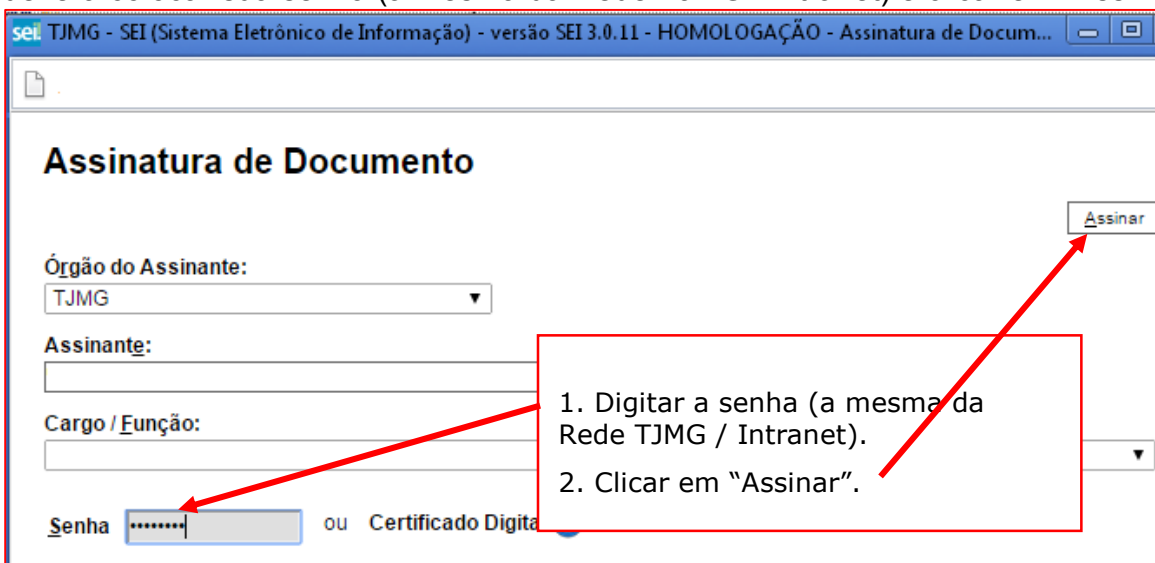 sei! TJMG - SEI (Sistema Eletrônico de Informação) - versão SEI 3.0.11 - HOMOLOGAÇÃO - Assinatura de Docum...
Assinatura de Documento
Assinar
Órgão do Assinante:
TJMG
Assinante:
Cargo / Função:
1. Digitar a senha (a mesma da
Rede TJMG / Intranet).
2. Clicar em “Assinar”.
Senha •••••••• ou Certificado Digita